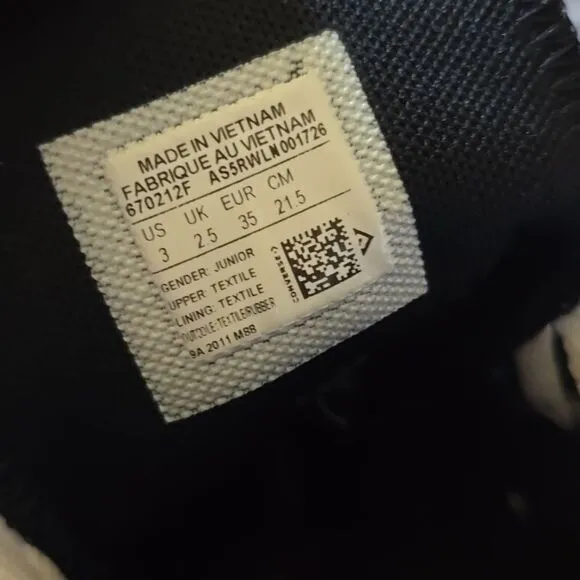 MADE IN VIETNAM
FABRIQUE AU VIETNAM
670212F AS5RWLN001726
US UK EUR CM
3 2.5 35 21.5
GENDER: JUNIOR
UPPER: TEXTILE
LINING: TEXTILE
OUTSOLE:TEXTILE/RUBBER
9A 2011 MBB
CONVERSE